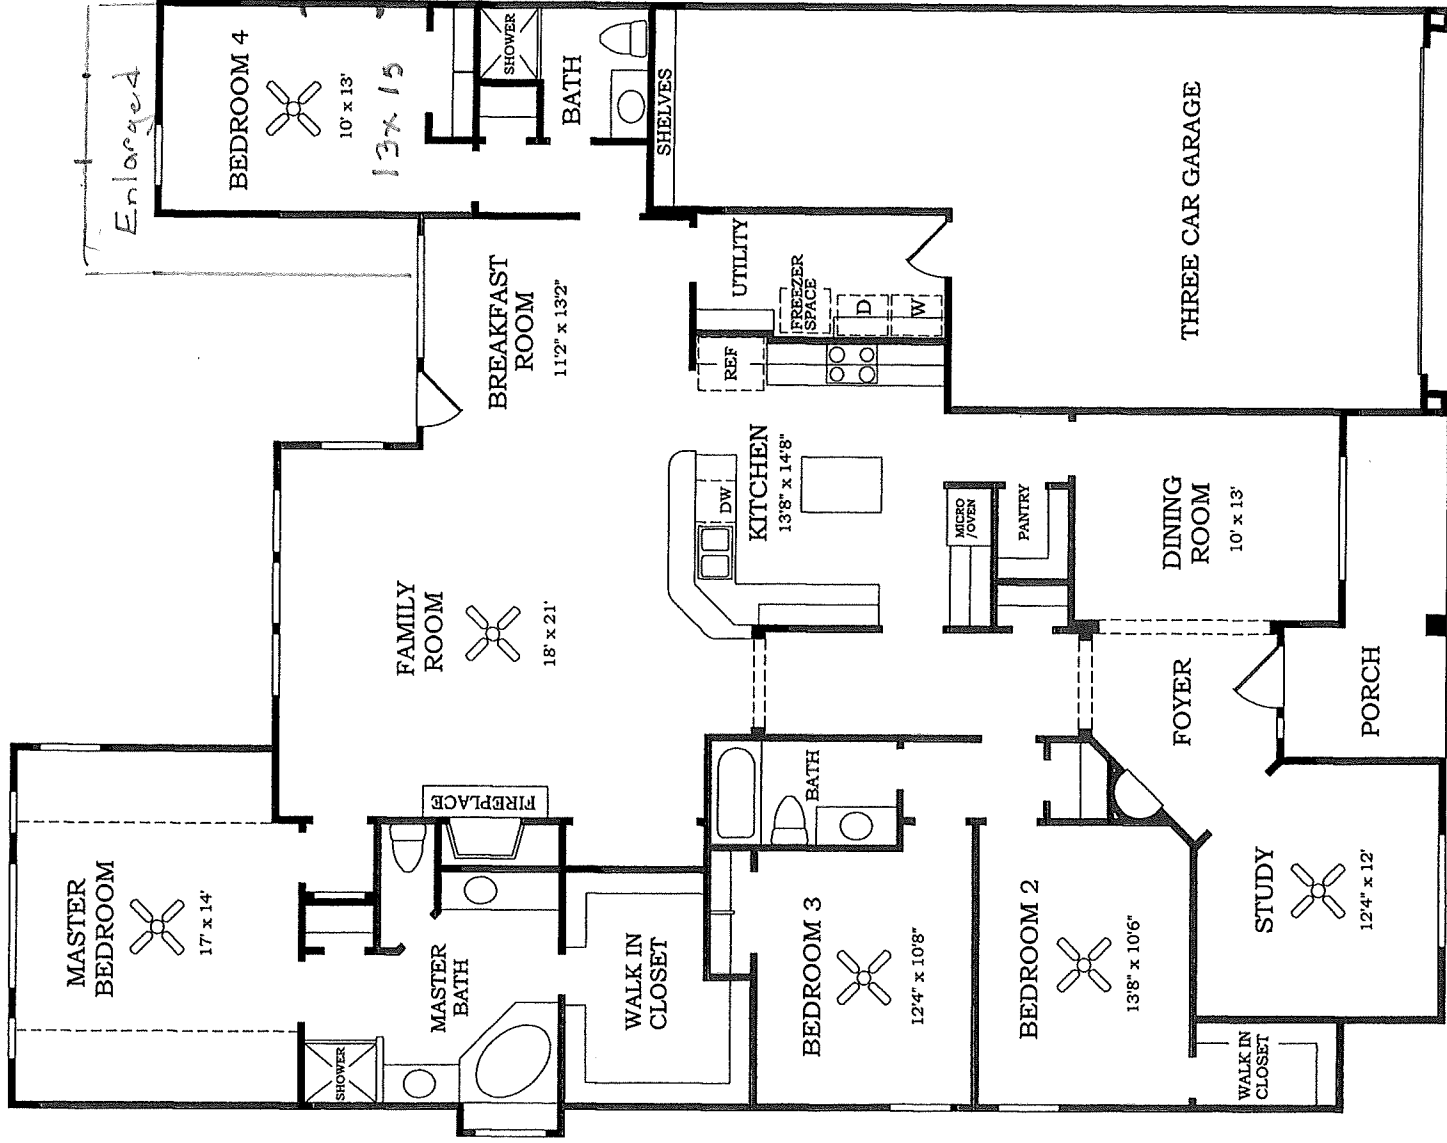 Enlarged
BEDROOM 4
10' x 13'
13 x 15
SHOWER
BATH
SHELVES
THREE CAR GARAGE
UTILITY
FREEZER
SPACE
D
W
BREAKFAST
ROOM
11'2" x 13'2"
REF
KITCHEN
13'8" x 14'8"
DW
MICRO
/OVEN
PANTRY
DINING
ROOM
10' x 13'
FAMILY
ROOM
18' x 21'
FOYER
PORCH
FIREPLACE
BATH
MASTER
BEDROOM
17' x 14'
MASTER
BATH
SHOWER
WALK IN
CLOSET
BEDROOM 3
12'4" x 10'8"
BEDROOM 2
13'8" x 10'6"
STUDY
12'4" x 12'
WALK IN
CLOSET